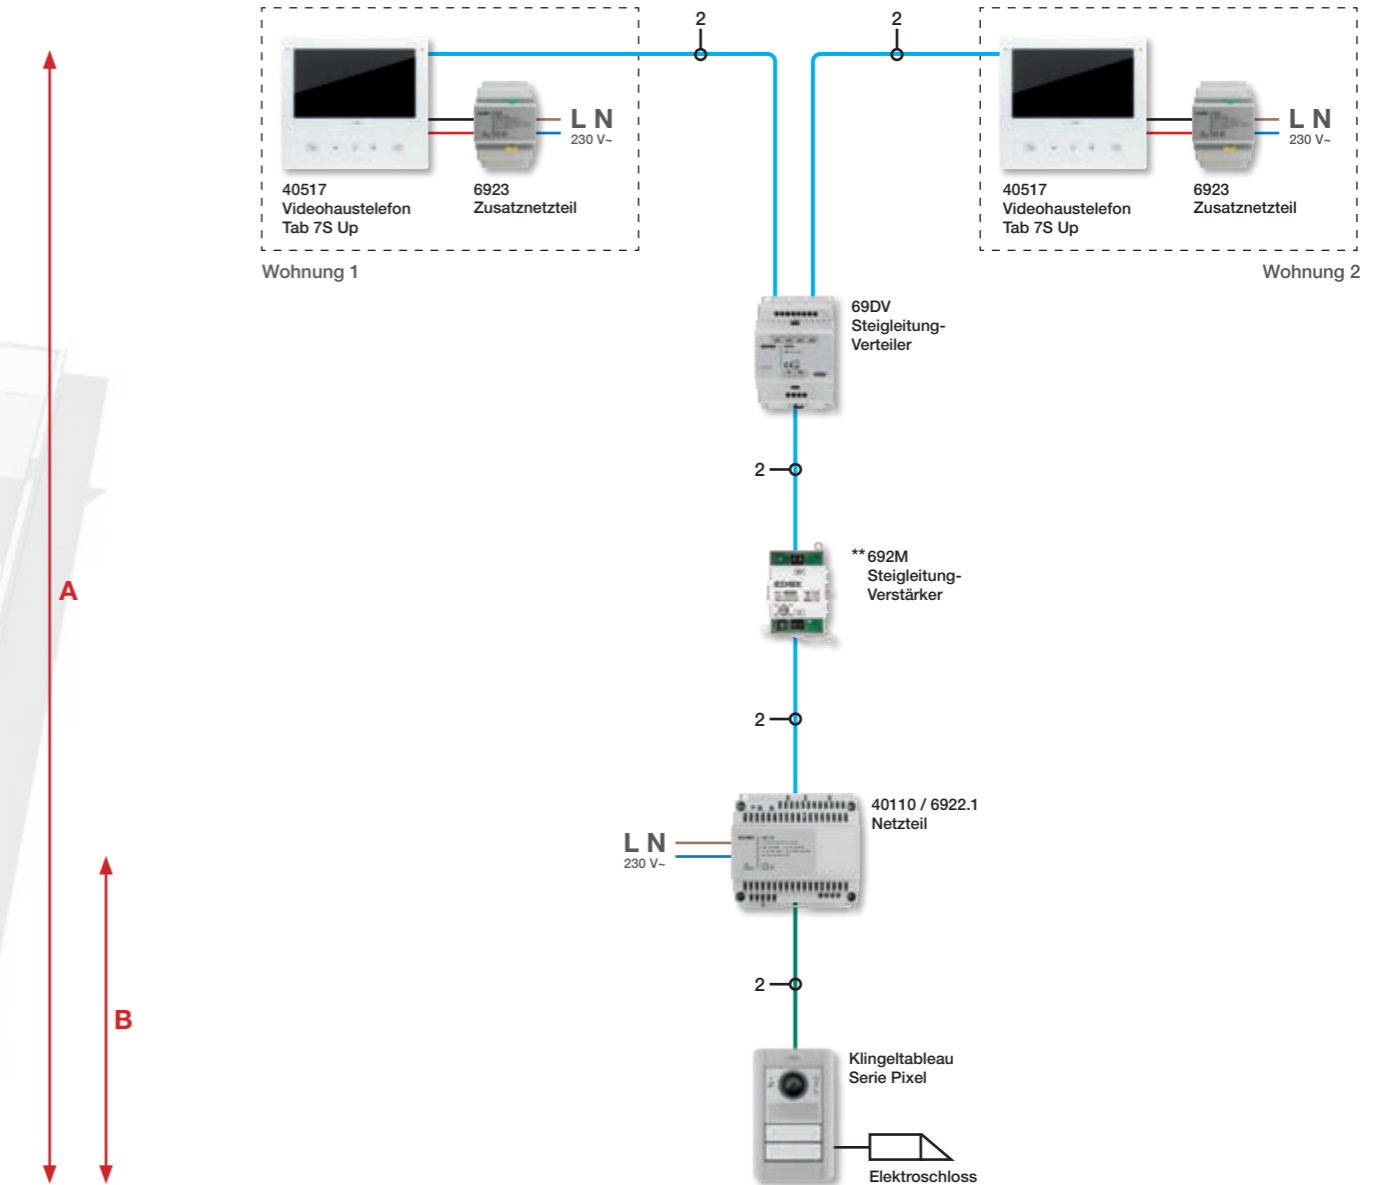 2
2
L N
230 V~
L N
230 V~
40517
Videohaustelefon
Tab 7S Up
6923
Zusatznetzteil
40517
Videohaustelefon
Tab 7S Up
6923
Zusatznetzteil
Wohnung 1
Wohnung 2
69DV
Steigleitung-
Verteiler
2
**692M
Steigleitung-
Verstärker
A
2
40110 / 6922.1
Netzteil
L N
230 V~
2
B
Klingeltableau
Serie Pixel
Elektroschloss